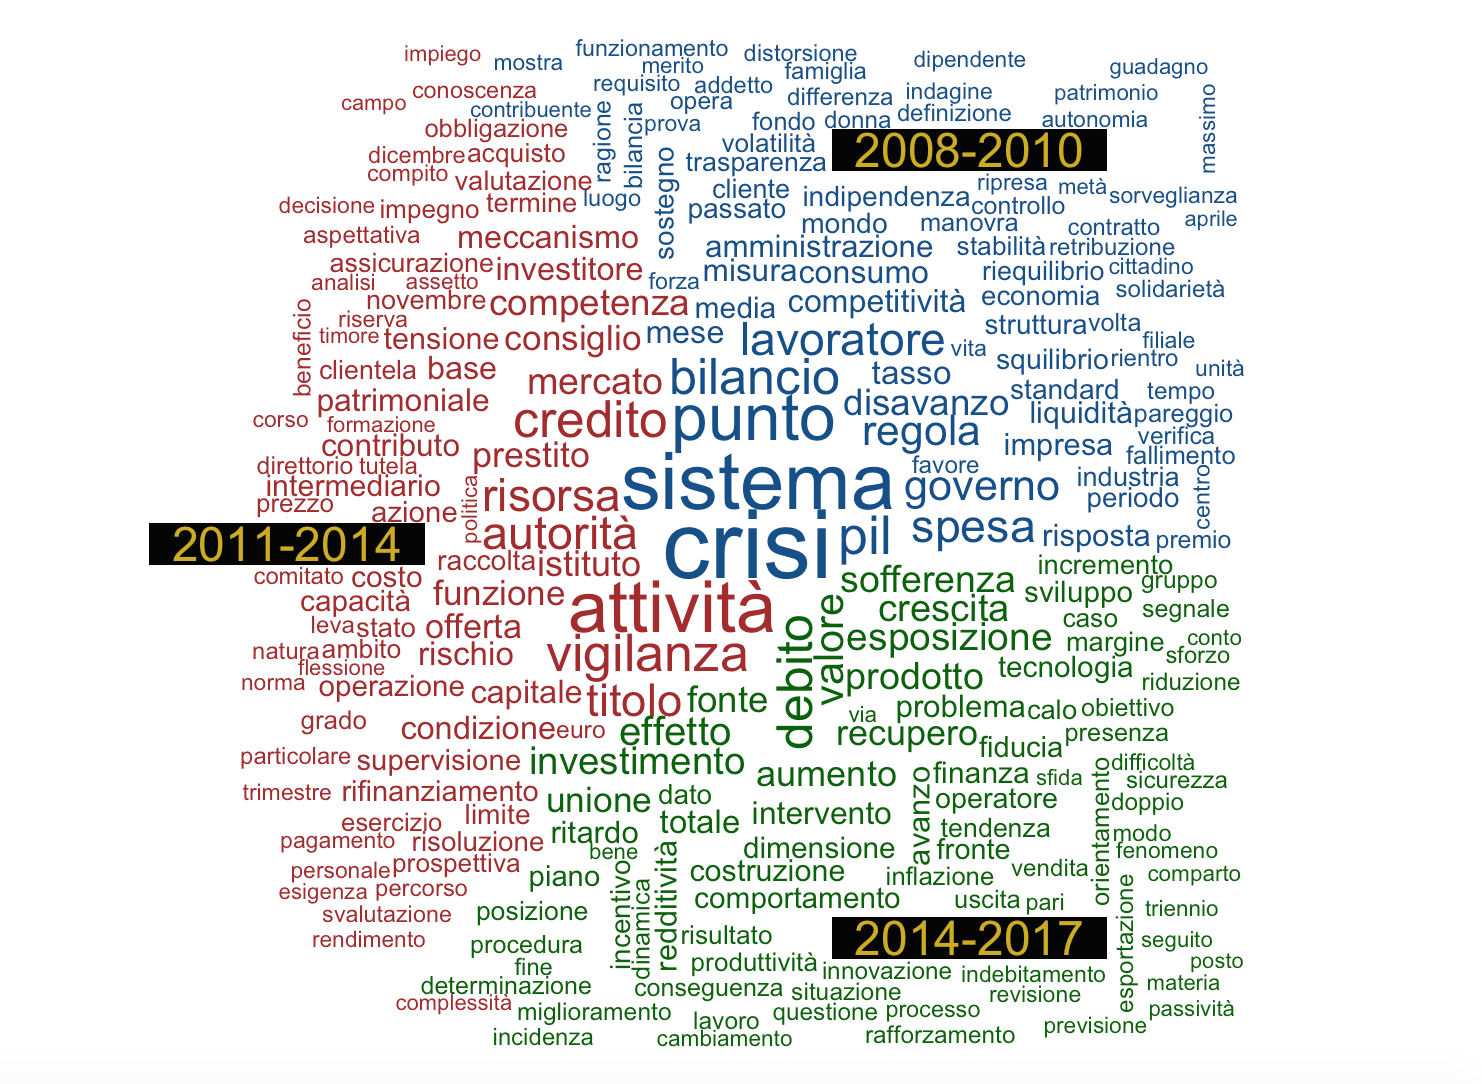 impiego
mostra
funzionamento
distorsione
merito
dipendente
famiglia
guadagno
conoscenza
requisito
addetto
campo
contribuente
opera
differenza
indagine
patrimonio
massimo
obbligazione
ragione
bilancia
prova
fondo
donna
definizione
autonomia
volatilità
2008-2010
dicembre
acquisto
trasparenza
compito
valutazione
sostegno
cliente
indipendenza
ripresa
metà
sorveglianza
decisione
impegno
termine
luogo
passato
controllo
aprile
mondo
manovra
contratto
aspettativa
meccanismo
amministrazione
stabilità
retribuzione
assicurazione
investitore
misura
consumo
riequilibrio
cittadino
analisi
assetto
forza
solidarietà
novembre
competenza
media
competitività
economia
beneficio
riserva
struttura
volta
timore
tensione
consiglio
mese
lavoratore
vita
filiale
squilibrio
rientro
unità
clientela
base
mercato
bilancio
tasso
standard
tempo
patrimoniale
disavanzo
liquidità
pareggio
corso
formazione
credito
punto
regola
verifica
contributo
impresa
fallimento
direttorio
tutela
prestito
favore
industria
intermediario
risorsa
sistema
governo
periodo
centro
prezzo
azione
politica
2011-2014
autorità
crisi
pil
spesa
risposta
premio
raccolta
istituto
incremento
comitato
costo
funzione
sofferenza
sviluppo
gruppo
capacità
attività
crescita
segnale
leva
stato
offerta
debito
valore
caso
esposizione
margine
conto
natura
ambito
rischio
vigilanza
sforzo
flessione
tecnologia
norma
operazione
capitale
titolo
fonte
prodotto
riduzione
via
problema
calo
obiettivo
grado
condizione
euro
effetto
recupero
fiducia
presenza
particolare
supervisione
investimento
aumento
avanzo
finanza
sfida
orientamento
difficoltà
sicurezza
trimestre
rifinanziamento
unione
dato
operatore
doppio
esercizio
limite
totale
intervento
pagamento
risoluzione
ritardo
tendenza
modo
bene
dimensione
fronte
fenomeno
personale
prospettiva
redditività
costruzione
inflazione
vendita
comparto
esigenza
percorso
piano
incentivo
dinamica
comportamento
uscita
pari
esportazione
triennio
svalutazione
posizione
2014-2017
rendimento
procedura
risultato
seguito
fine
produttività
innovazione
indebitamento
posto
determinazione
conseguenza
situazione
revisione
materia
complessità
miglioramento
lavoro
questione
processo
passività
incidenza
cambiamento
rafforzamento
previsione